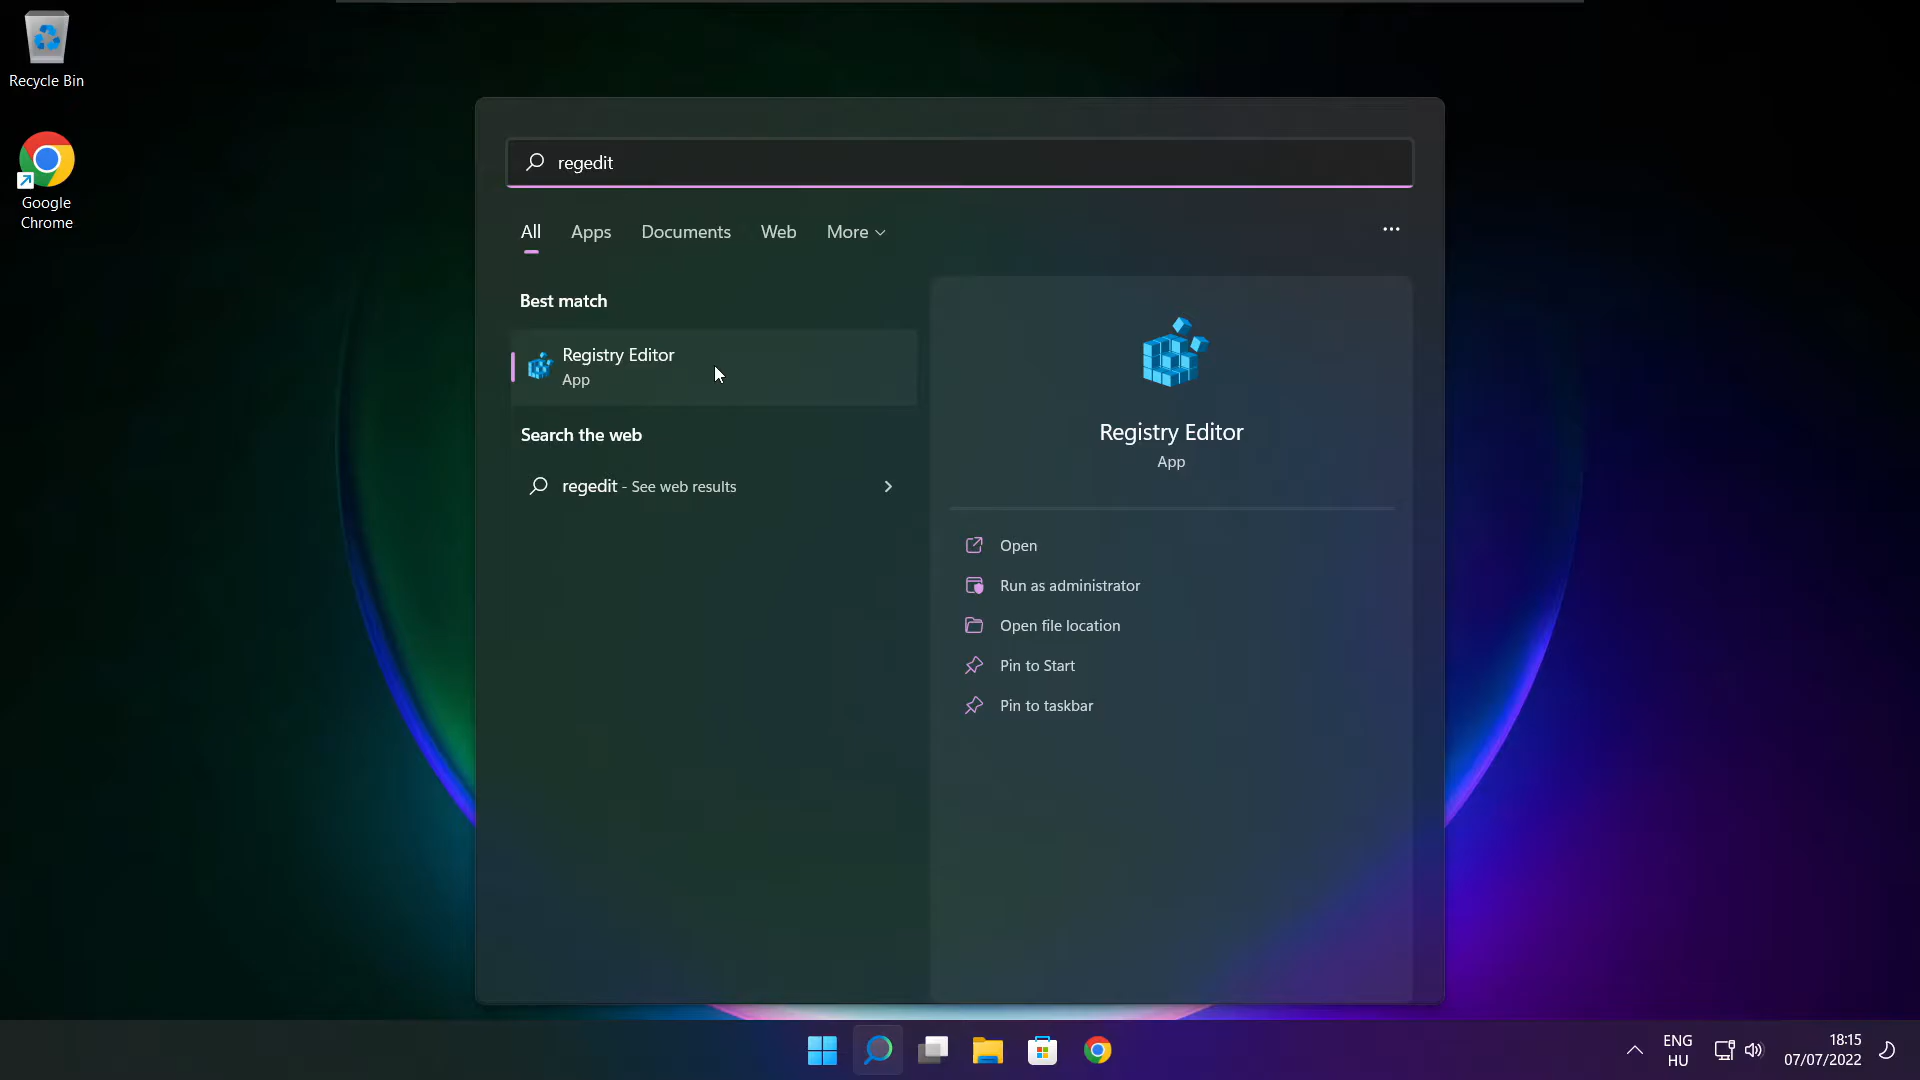 Recycle Bin
Google
Chrome
regedit
All Apps Documents Web More
Best match
Registry Editor
App
Search the web
regedit - See web results
Registry Editor
App
Open
Run as administrator
Open file location
Pin to Start
Pin to taskbar
ENG
HU
18:15
07/07/2022